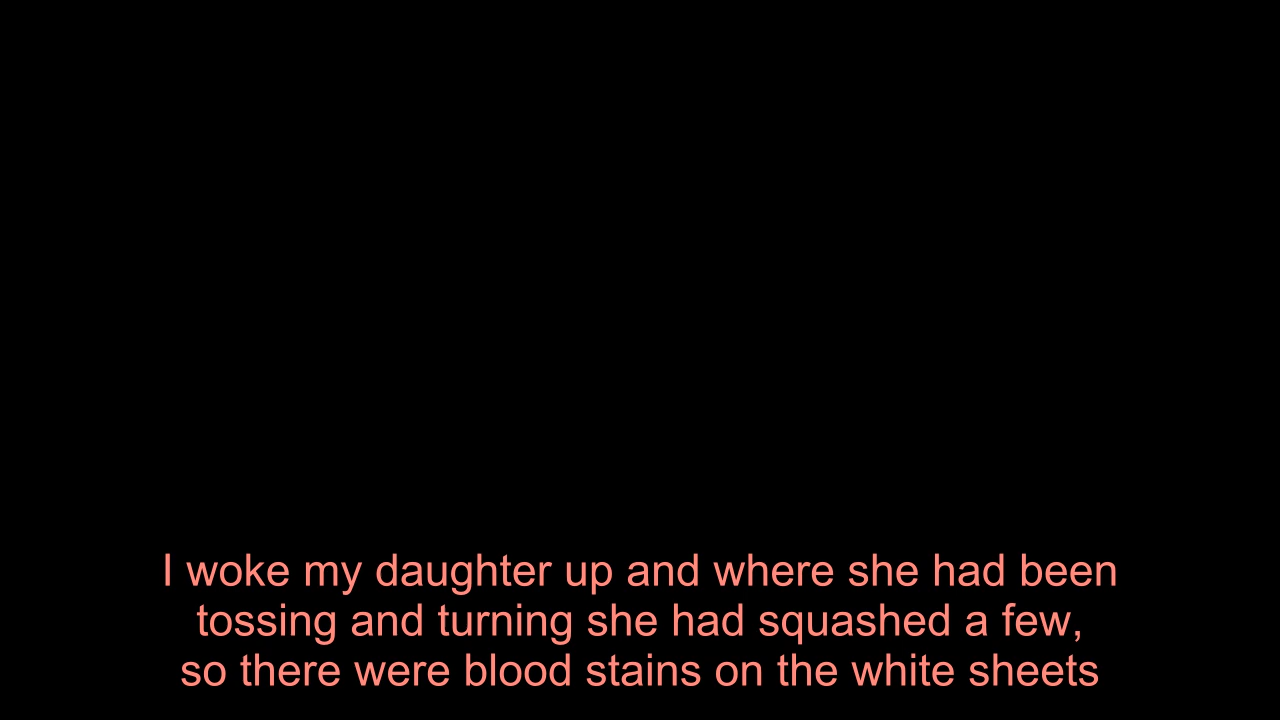 I woke my daughter up and where she had been
tossing and turning she had squashed a few,
so there were blood stains on the white sheets